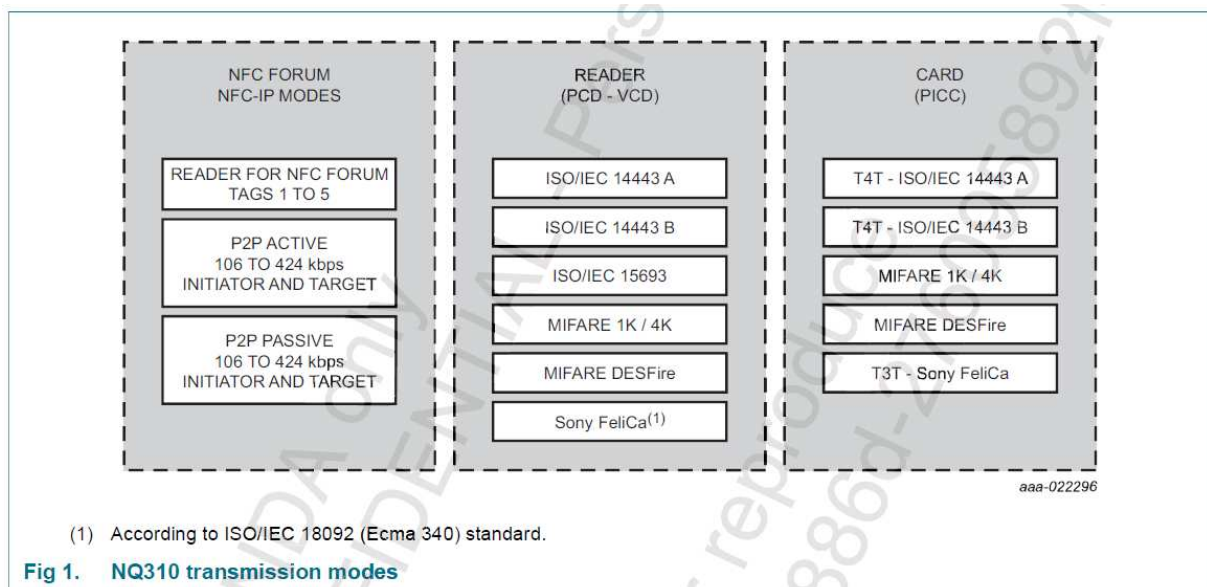 NFC FORUM
NFC-IP MODES
READER FOR NFC FORUM
TAGS 1 TO 5
P2P ACTIVE
106 TO 424 kbps
INITIATOR AND TARGET
P2P PASSIVE
106 TO 424 kbps
INITIATOR AND TARGET
READER
(PCD - VCD)
ISO/IEC 14443 A
ISO/IEC 14443 B
ISO/IEC 15693
MIFARE 1K / 4K
MIFARE DESFire
Sony FeliCa(1)
CARD
(PICC)
T4T - ISO/IEC 14443 A
T4T - ISO/IEC 14443 B
MIFARE 1K / 4K
MIFARE DESFire
T3T - Sony FeliCa
aaa-022296
(1) According to ISO/IEC 18092 (Ecma 340) standard.
Fig 1. NQ310 transmission modes